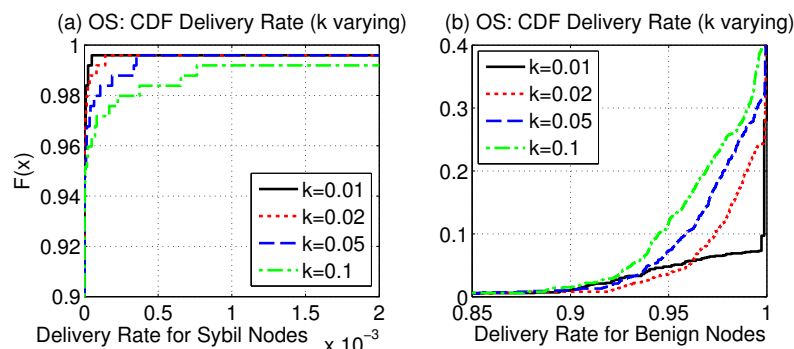 (a) OS: CDF Delivery Rate (k varying)
F(x)
1
0.98
0.96
0.94
0.92
0.9
k=0.01
k=0.02
k=0.05
k=0.1
0 0.5 1 1.5 2
Delivery Rate for Sybil Nodes
x 10⁻³
(b) OS: CDF Delivery Rate (k varying)
0.4
0.3
0.2
0.1
0
k=0.01
k=0.02
k=0.05
k=0.1
0.85 0.9 0.95 1
Delivery Rate for Benign Nodes